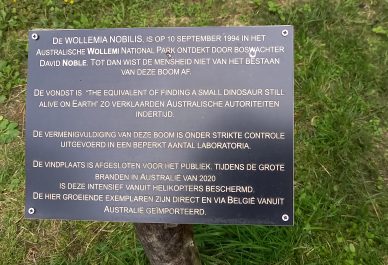 De WOLLEMIA NOBILIS, is op 10 september 1994 in het
Australische Wollemi National Park ontdekt door boswachter
David Noble. Tot dan wist de mensheid niet van het bestaan
van deze boom af.
De vondst is 'the equivalent of finding a small dinosaur still
alive on Earth' zo verklaarden Australische autoriteiten
indertijd.
De vermenigvuldiging van deze boom is onder strikte controle
uitgevoerd in een beperkt aantal laboratoria.
De vindplaats is afgesloten voor het publiek. Tijdens de grote
branden in Australië van 2020
is deze intensief vanuit helikopters beschermd.
De hier groeiende exemplaren zijn direct en via België vanuit
Australië geïmporteerd.